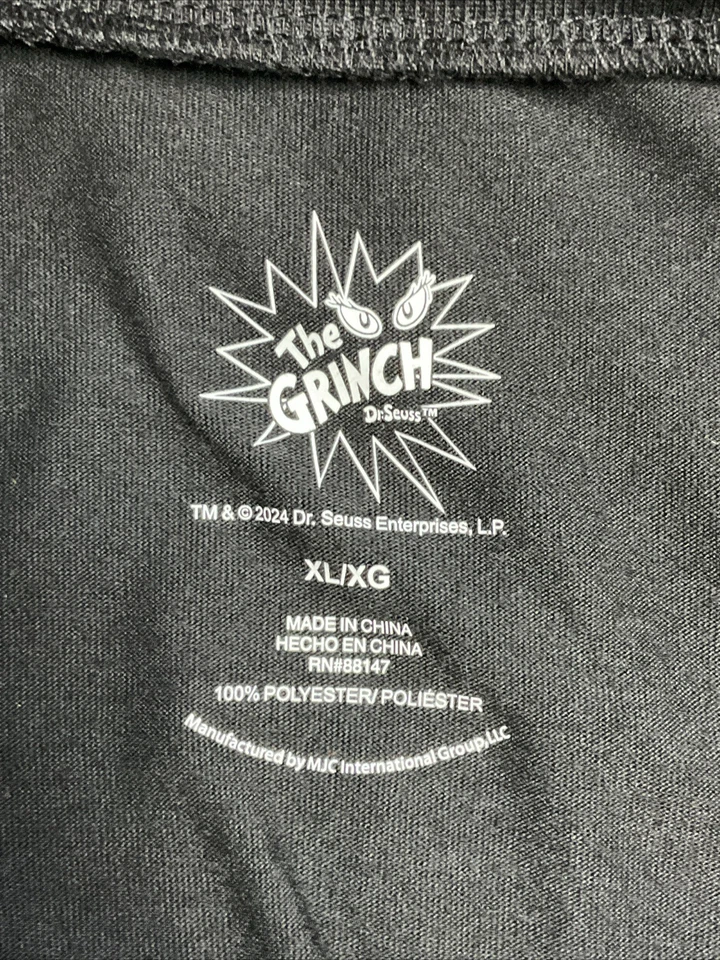 The
GRINCH
Dr. Seuss™
TM & © 2024 Dr. Seuss Enterprises, L.P.
XL/XG
MADE IN CHINA
HECHO EN CHINA
RN#88147
100% POLYESTER/ POLIÉSTER
Manufactured by MJC International Group,LLC